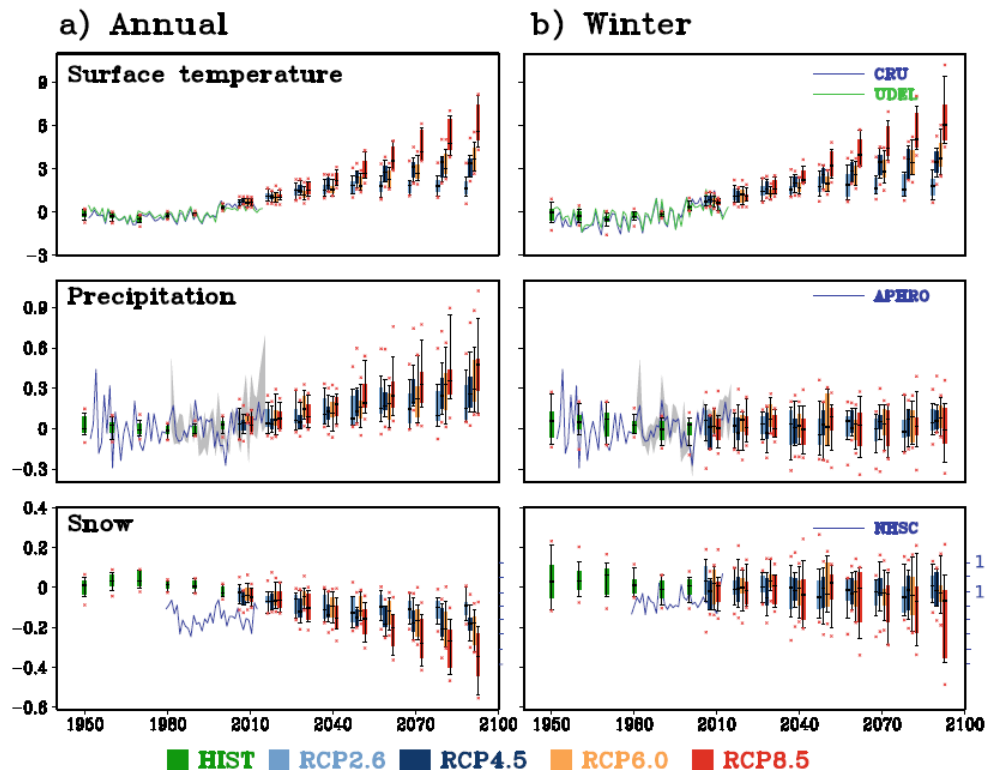 a) Annual
b) Winter
Surface temperature
CRU
UDEL
9
6
3
0
−3
Precipitation
APHRO
0.9
0.6
0.3
0
−0.3
Snow
NHSC
0.4
0.2
0
−0.2
−0.4
−0.6
1
1
1950 1980 2010 2040 2070 2100
1950 1980 2010 2040 2070 2100
HIST RCP2.6 RCP4.5 RCP6.0 RCP8.5